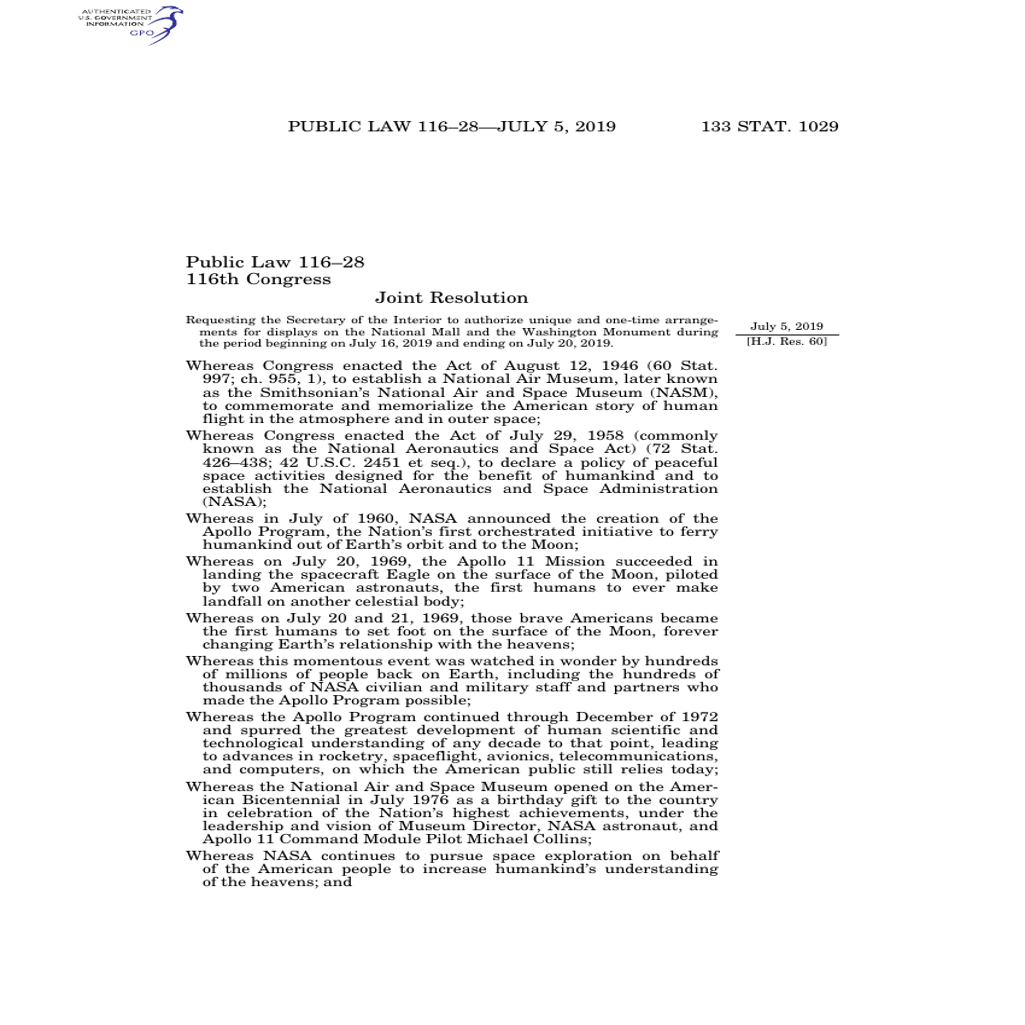 AUTHENTICATED
U.S. GOVERNMENT
INFORMATION
GPO
PUBLIC LAW 116–28—JULY 5, 2019 133 STAT. 1029
Public Law 116–28
116th Congress
Joint Resolution
Requesting the Secretary of the Interior to authorize unique and one-time arrange-
ments for displays on the National Mall and the Washington Monument during
the period beginning on July 16, 2019 and ending on July 20, 2019.
July 5, 2019
[H.J. Res. 60]
Whereas Congress enacted the Act of August 12, 1946 (60 Stat.
997; ch. 955, 1), to establish a National Air Museum, later known
as the Smithsonian's National Air and Space Museum (NASM),
to commemorate and memorialize the American story of human
flight in the atmosphere and in outer space;
Whereas Congress enacted the Act of July 29, 1958 (commonly
known as the National Aeronautics and Space Act) (72 Stat.
426–438; 42 U.S.C. 2451 et seq.), to declare a policy of peaceful
space activities designed for the benefit of humankind and to
establish the National Aeronautics and Space Administration
(NASA);
Whereas in July of 1960, NASA announced the creation of the
Apollo Program, the Nation's first orchestrated initiative to ferry
humankind out of Earth's orbit and to the Moon;
Whereas on July 20, 1969, the Apollo 11 Mission succeeded in
landing the spacecraft Eagle on the surface of the Moon, piloted
by two American astronauts, the first humans to ever make
landfall on another celestial body;
Whereas on July 20 and 21, 1969, those brave Americans became
the first humans to set foot on the surface of the Moon, forever
changing Earth's relationship with the heavens;
Whereas this momentous event was watched in wonder by hundreds
of millions of people back on Earth, including the hundreds of
thousands of NASA civilian and military staff and partners who
made the Apollo Program possible;
Whereas the Apollo Program continued through December of 1972
and spurred the greatest development of human scientific and
technological understanding of any decade to that point, leading
to advances in rocketry, spaceflight, avionics, telecommunications,
and computers, on which the American public still relies today;
Whereas the National Air and Space Museum opened on the Amer-
ican Bicentennial in July 1976 as a birthday gift to the country
in celebration of the Nation's highest achievements, under the
leadership and vision of Museum Director, NASA astronaut, and
Apollo 11 Command Module Pilot Michael Collins;
Whereas NASA continues to pursue space exploration on behalf
of the American people to increase humankind's understanding
of the heavens; and